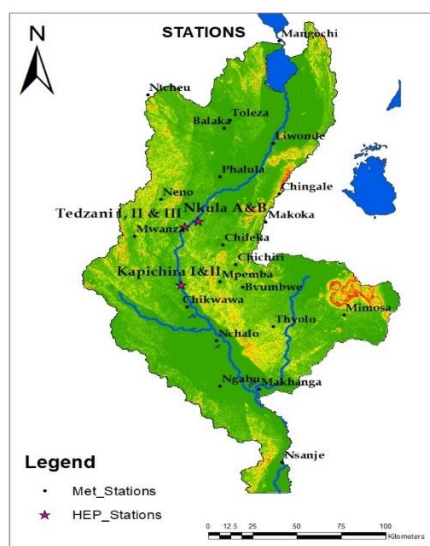 STATIONS
Mangochi
Ntcheu
Toleza
Balaka
Liwonde
Phalula
Chingale
Neno
Nkula A&B
Tedzani I, II & III
Makoka
Mwanza
Chileka
Chichiri
Kapichira I&II
Mpemba
Bvumbwe
Chikwawa
Mimosa
Thyolo
Nchalo
Ngabu
Makhanga
Nsanje
N
Legend
Met_Stations
HEP_Stations
0 12.5 25 50 75 100
Kilometers